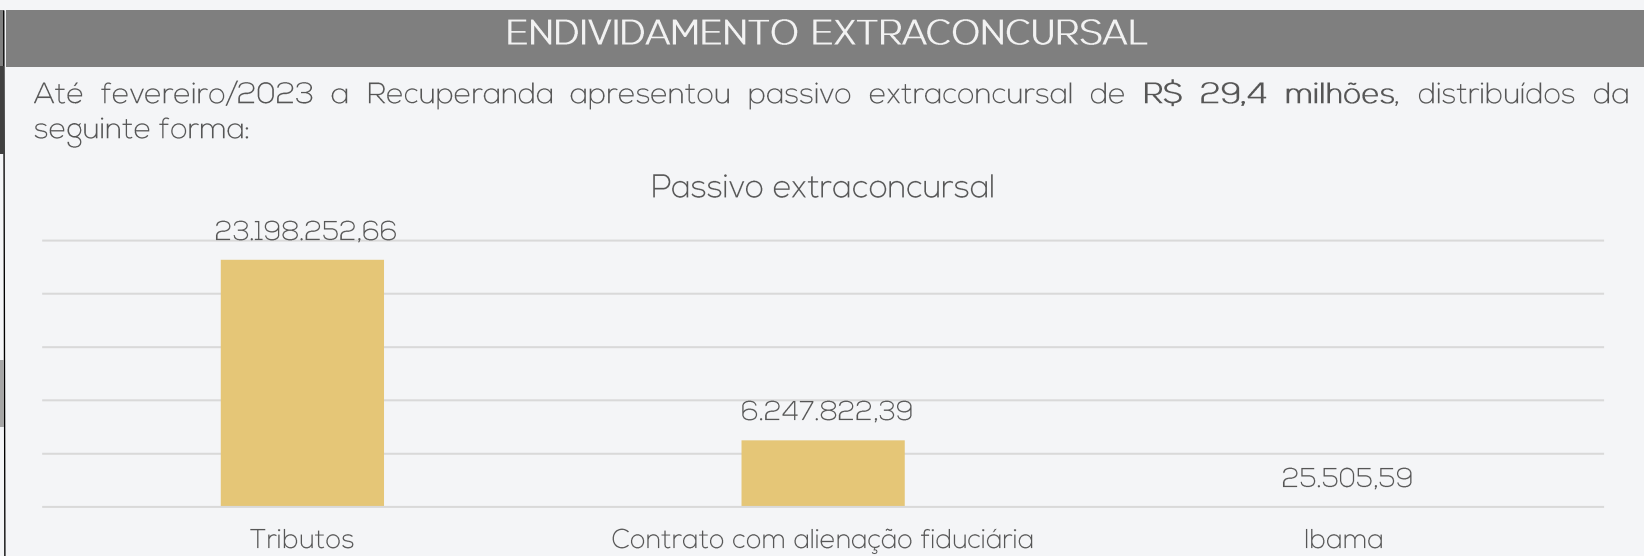 ENDIVIDAMENTO EXTRACONCURSAL
Até fevereiro/2023 a Recuperanda apresentou passivo extraconcursal de R$ 29,4 milhões, distribuídos da
seguinte forma:
Passivo extraconcursal
23.198.252,66
6.247.822,39
25.505,59
Tributos Contrato com alienação fiduciária Ibama